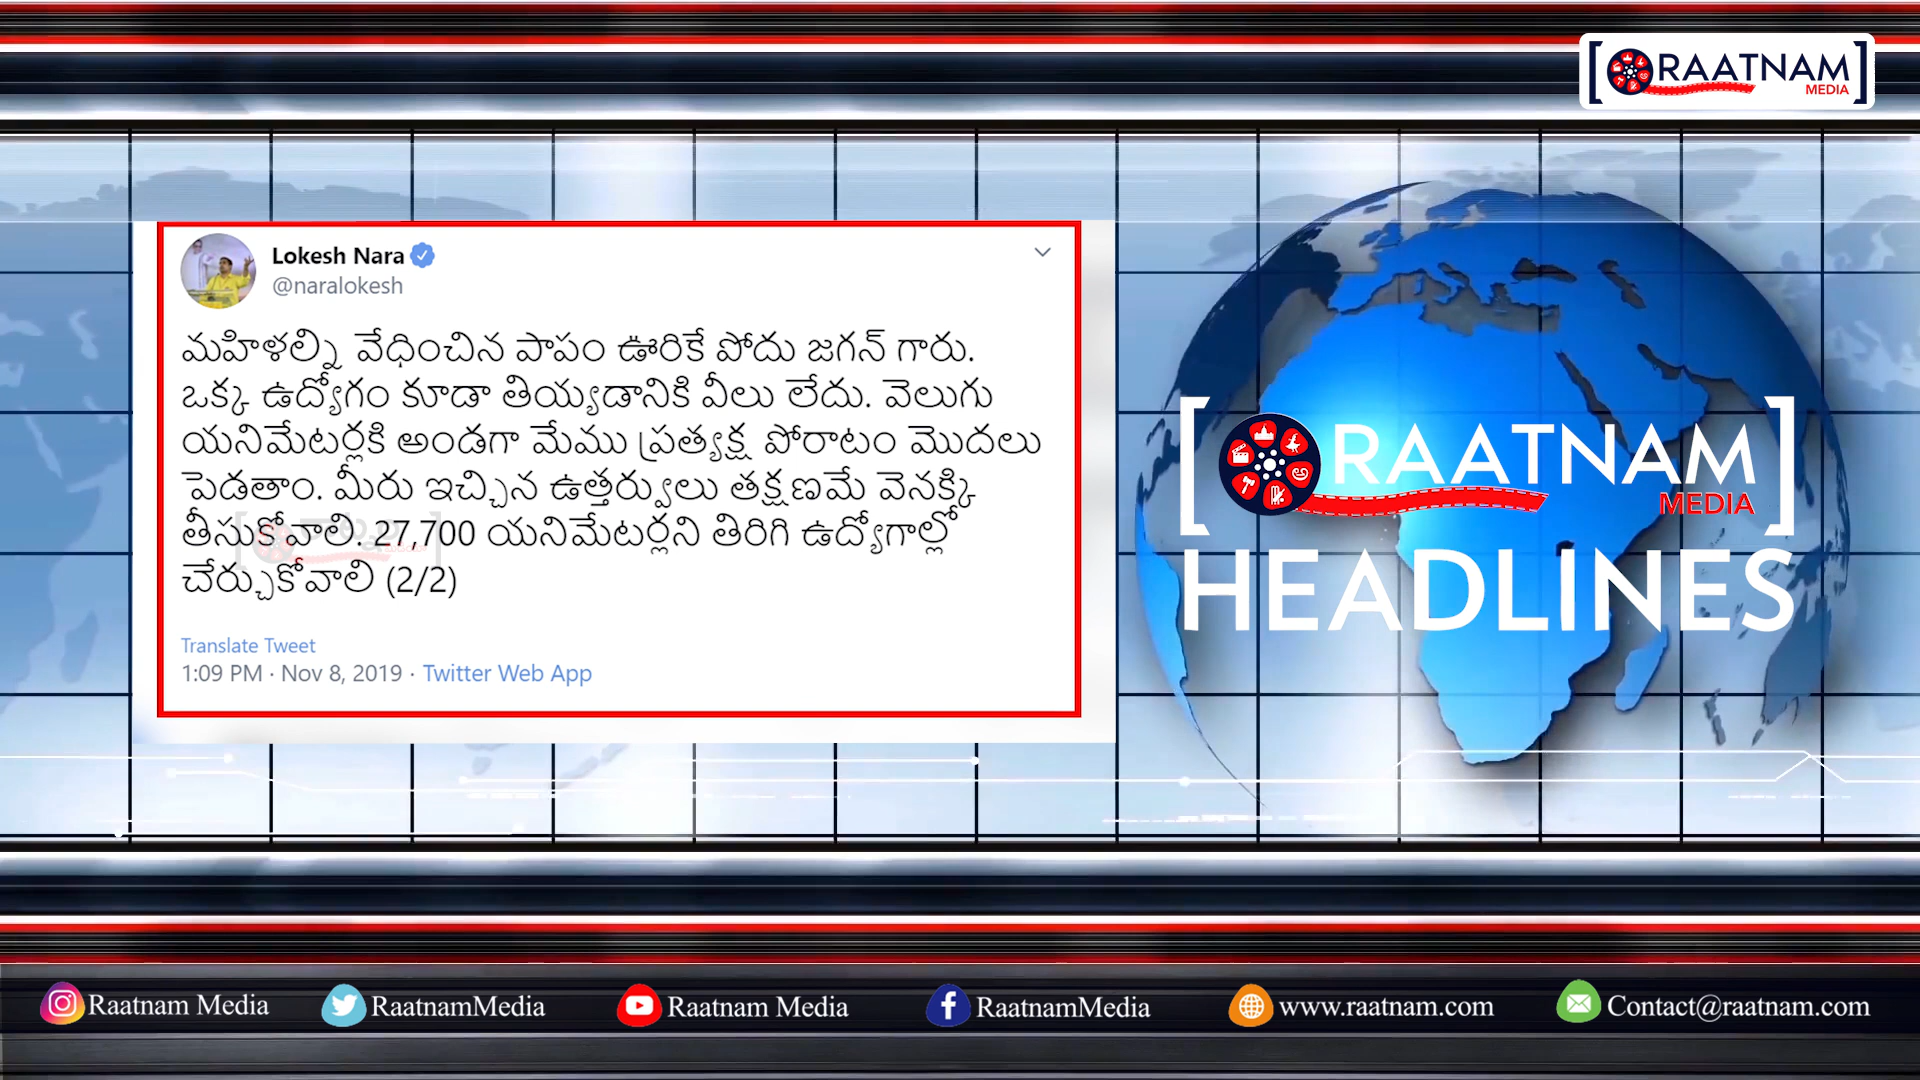 RAATNAM
MEDIA
Lokesh Nara
@naralokesh
మహిళల్ని వేధించిన పాపం ఊరికే పోదు జగన్ గారు.
ఒక్క ఉద్యోగం కూడా తియ్యడానికి వీలు లేదు. వెలుగు
యనిమేటర్లకి అండగా మేము ప్రత్యక్ష పోరాటం మొదలు
పెడతాం. మీరు ఇచ్చిన ఉత్తర్వులు తక్షణమే వెనక్కి
తీసుకోవాలి. 27,700 యనిమేటర్లని తిరిగి ఉద్యోగాల్లో
చేర్చుకోవాలి (2/2)
Translate Tweet
1:09 PM · Nov 8, 2019 · Twitter Web App
RAATNAM
MEDIA
HEADLINES
Raatnam Media RaatnamMedia Raatnam Media RaatnamMedia www.raatnam.com Contact@raatnam.com